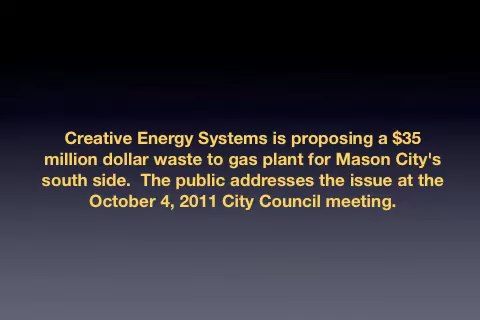 Creative Energy Systems is proposing a $35
million dollar waste to gas plant for Mason City's
south side.  The public addresses the issue at the
October 4, 2011 City Council meeting.